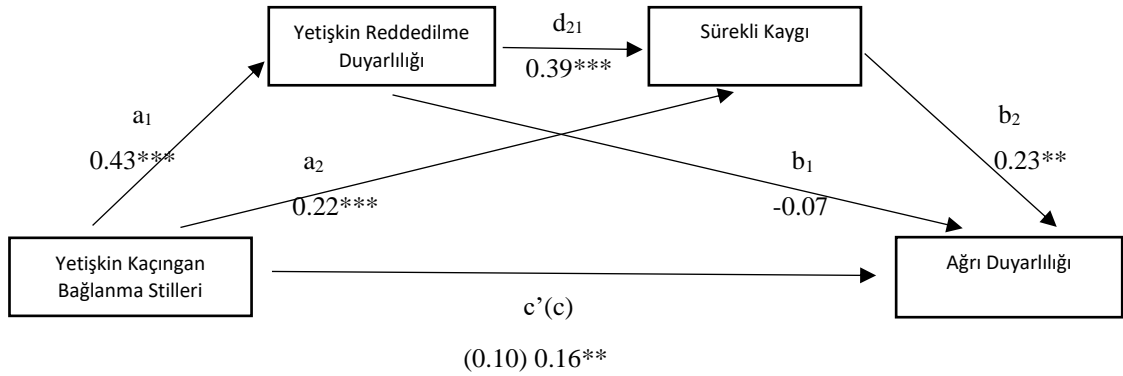 Yetişkin Reddedilme
Duyarlılığı
d21
0.39***
Sürekli Kaygı
a1
0.43***
a2
0.22***
b1
-0.07
b2
0.23**
Yetişkin Kaçıngan
Bağlanma Stilleri
Ağrı Duyarlılığı
c’(c)
(0.10) 0.16**